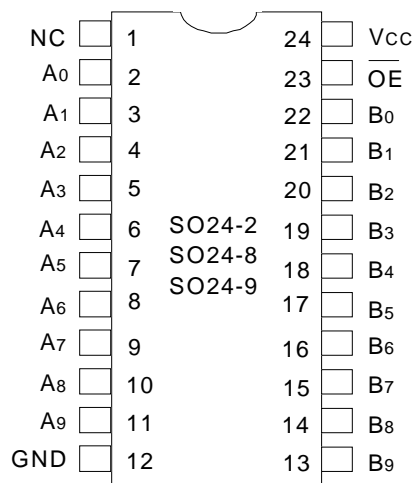 NC 1 24 VCC
A0 2 23 OE
A1 3 22 B0
A2 4 21 B1
A3 5 20 B2
A4 6 SO24-2 19 B3
A5 7 SO24-8 18 B4
A6 8 SO24-9 17 B5
A7 9 16 B6
A8 10 15 B7
A9 11 14 B8
GND 12 13 B9